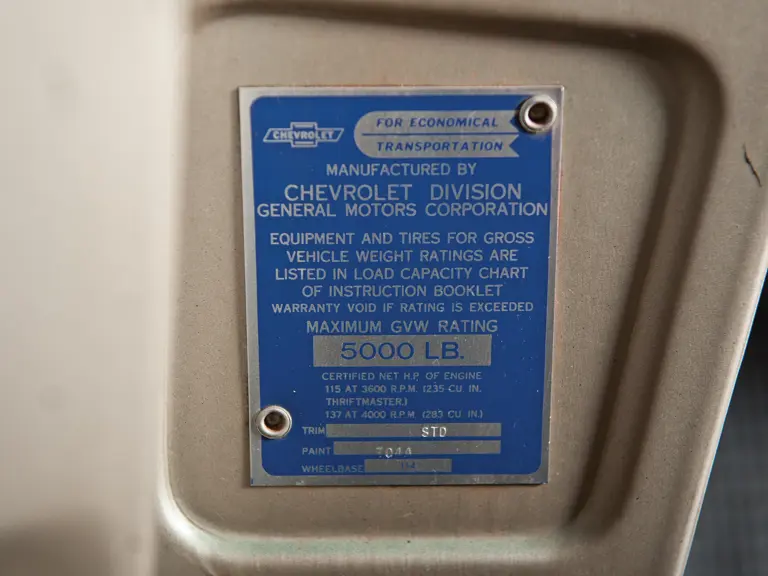 CHEVROLET
FOR ECONOMICAL
TRANSPORTATION
MANUFACTURED BY
CHEVROLET DIVISION
GENERAL MOTORS CORPORATION
EQUIPMENT AND TIRES FOR GROSS
VEHICLE WEIGHT RATINGS ARE
LISTED IN LOAD CAPACITY CHART
OF INSTRUCTION BOOKLET
WARRANTY VOID IF RATING IS EXCEEDED
MAXIMUM GVW RATING
5000 LB.
CERTIFIED NET H.P. OF ENGINE
115 AT 3600 R.P.M. (235 CU. IN.
THRIFTMASTER.)
137 AT 4000 R.P.M. (283 CU. IN.)
TRIM STD
PAINT 704A
WHEELBASE